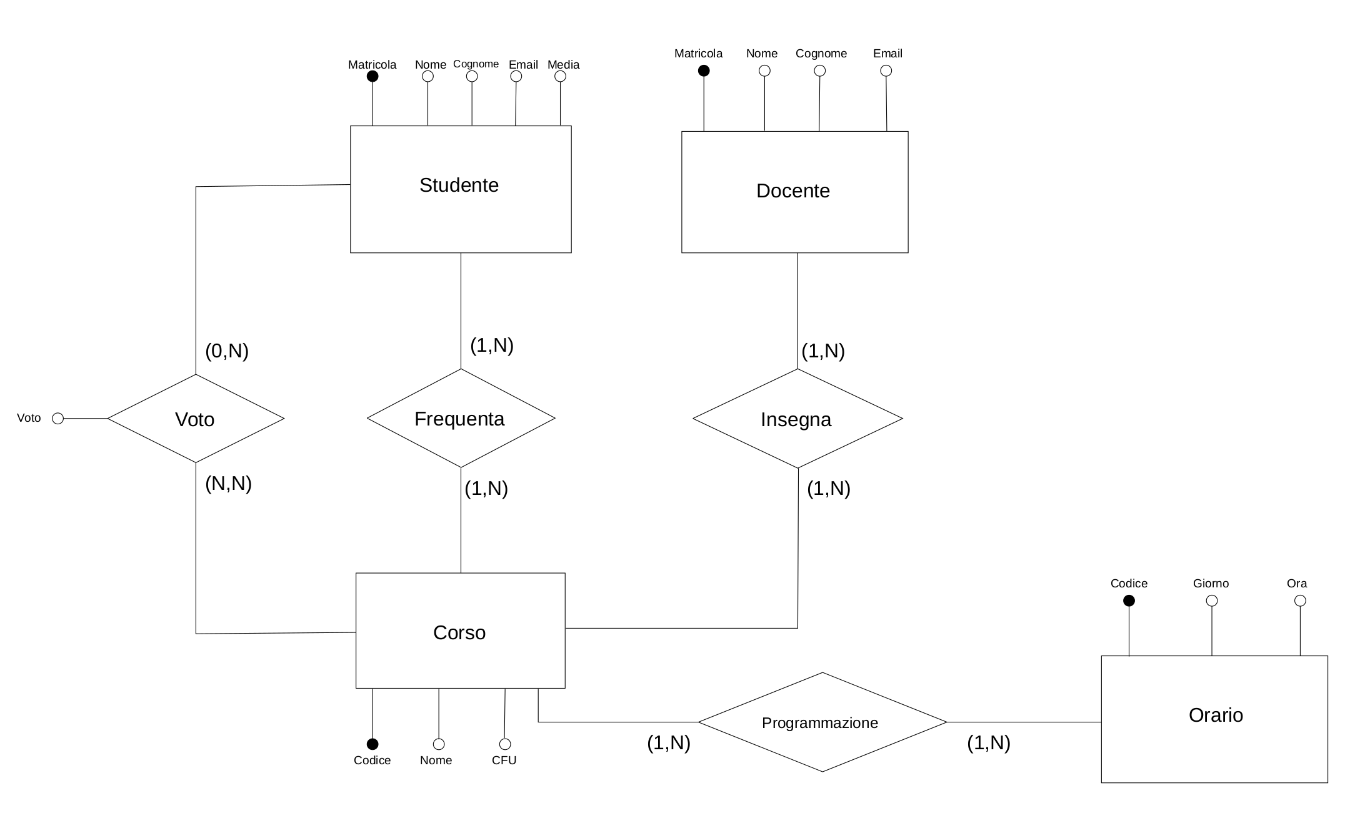 Matricola Nome Cognome Email Media
Studente
Matricola Nome Cognome Email
Docente
(0,N)
(1,N)
(1,N)
Voto
Voto
Frequenta
Insegna
(N,N)
(1,N)
(1,N)
Corso
Codice Nome CFU
Programmazione
(1,N)
(1,N)
Codice Giorno Ora
Orario